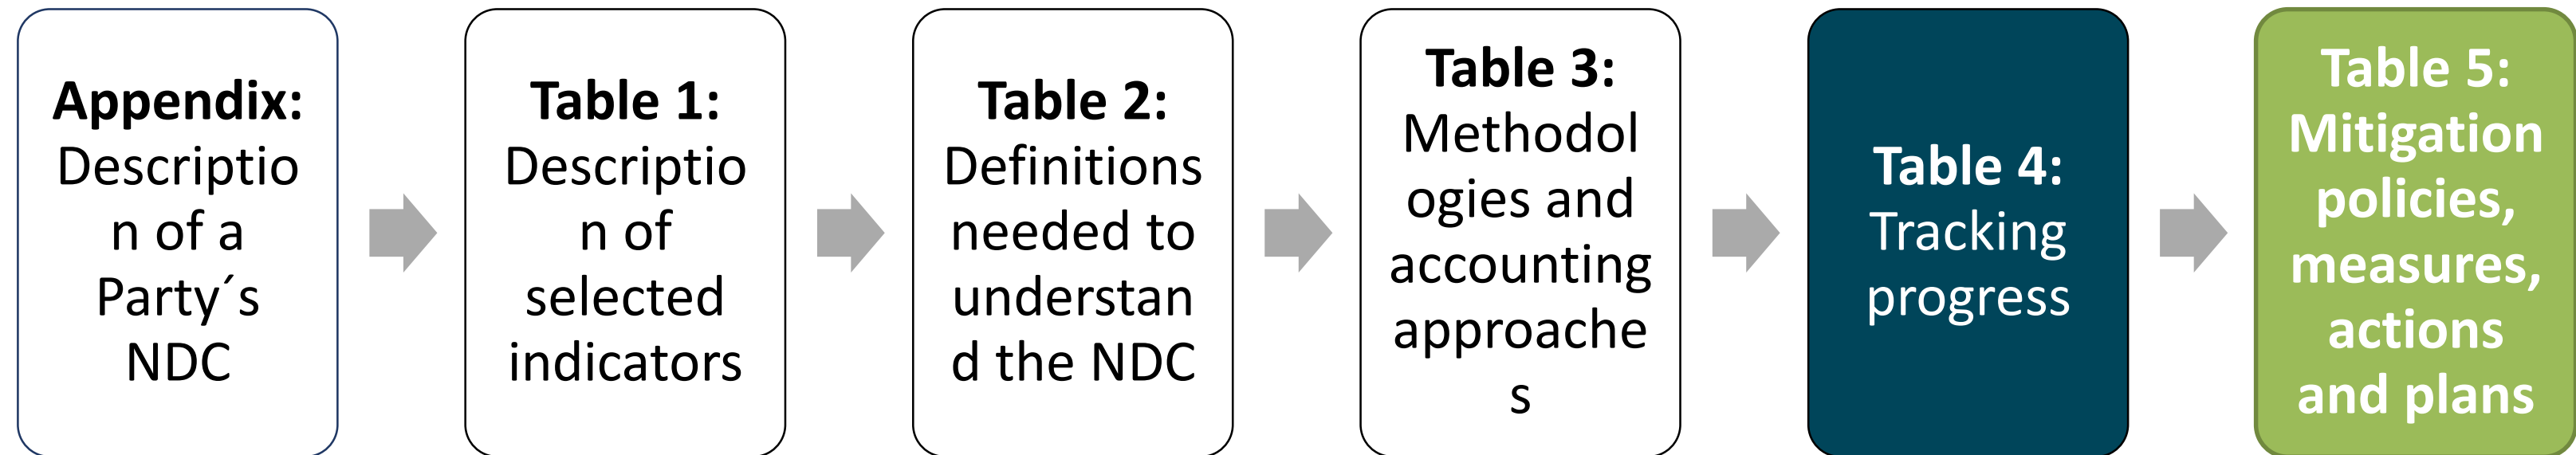 Appendix:
Descriptio
n of a
Party´s
NDC
Table 1:
Descriptio
n of
selected
indicators
Table 2:
Definitions
needed to
understan
d the NDC
Table 3:
Methodol
ogies and
accounting
approache
s
Table 4:
Tracking
progress
Table 5:
Mitigation
policies,
measures,
actions
and plans